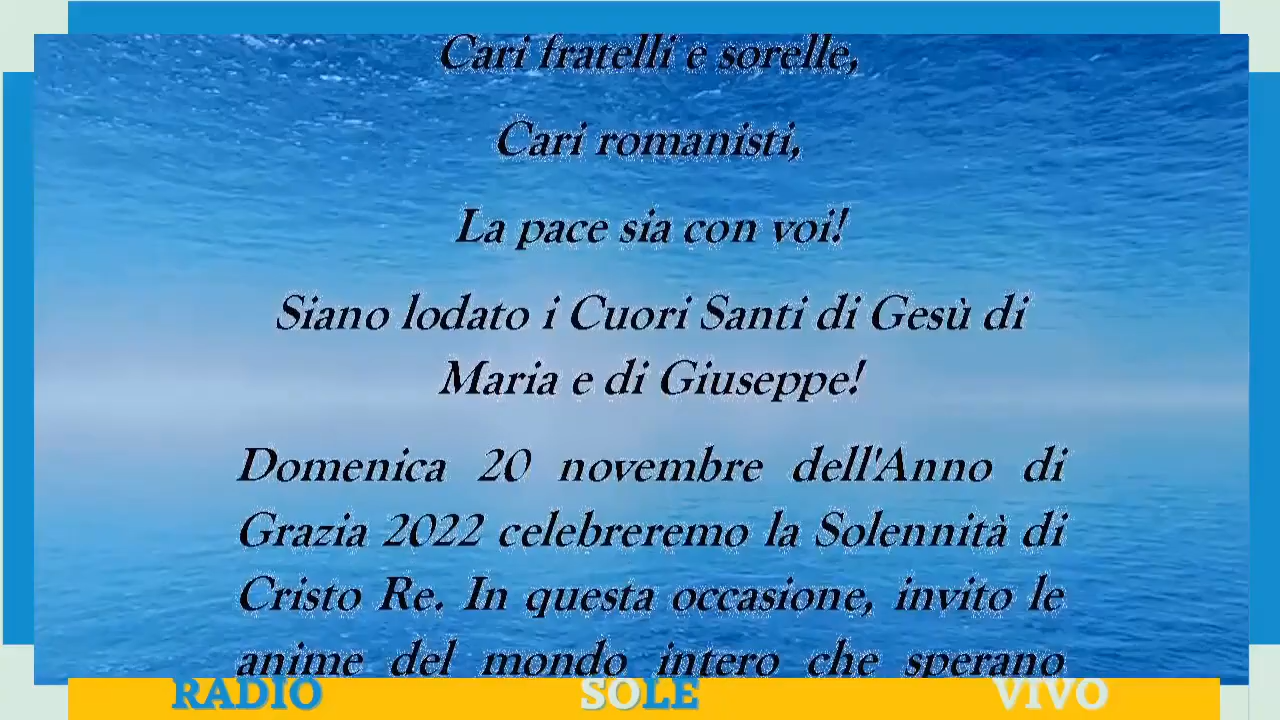 Cari fratelli e sorelle,
Cari romanisti,
La pace sia con voi!
Siano lodato i Cuori Santi di Gesù di
Maria e di Giuseppe!
Domenica 20 novembre dell'Anno di
Grazia 2022 celebreremo la Solennità di
Cristo Re. In questa occasione, invito le
anime del mondo intero che sperano
RADIO SOLE VIVO